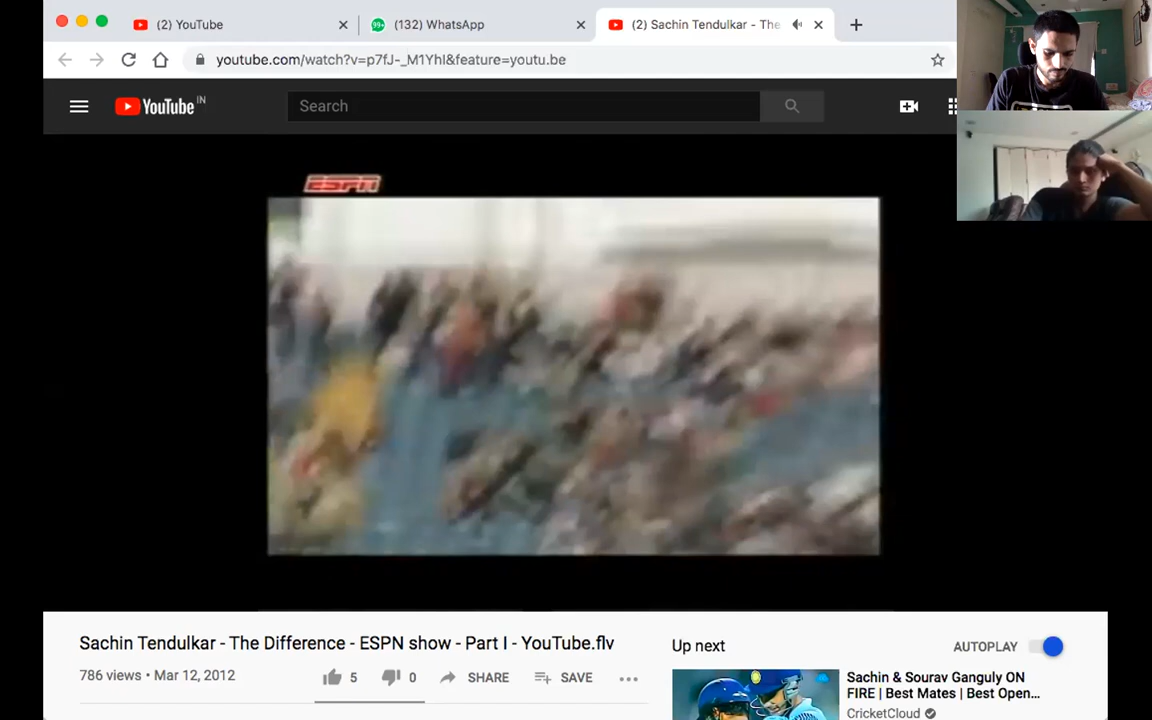 (2) YouTube
99+
(132) WhatsApp
(2) Sachin Tendulkar - The
youtube.com/watch?v=p7fJ-_M1YhI&feature=youtu.be
YouTube IN
Search
ESPN
Sachin Tendulkar - The Difference - ESPN show - Part I - YouTube.flv
786 views • Mar 12, 2012
5
0
SHARE
SAVE
Up next
AUTOPLAY
Sachin & Sourav Ganguly ON
FIRE | Best Mates | Best Open...
CricketCloud